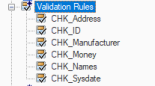 Validation Rules
CHK_Address
CHK_ID
CHK_Manufacturer
CHK_Money
CHK_Names
CHK_Sysdate